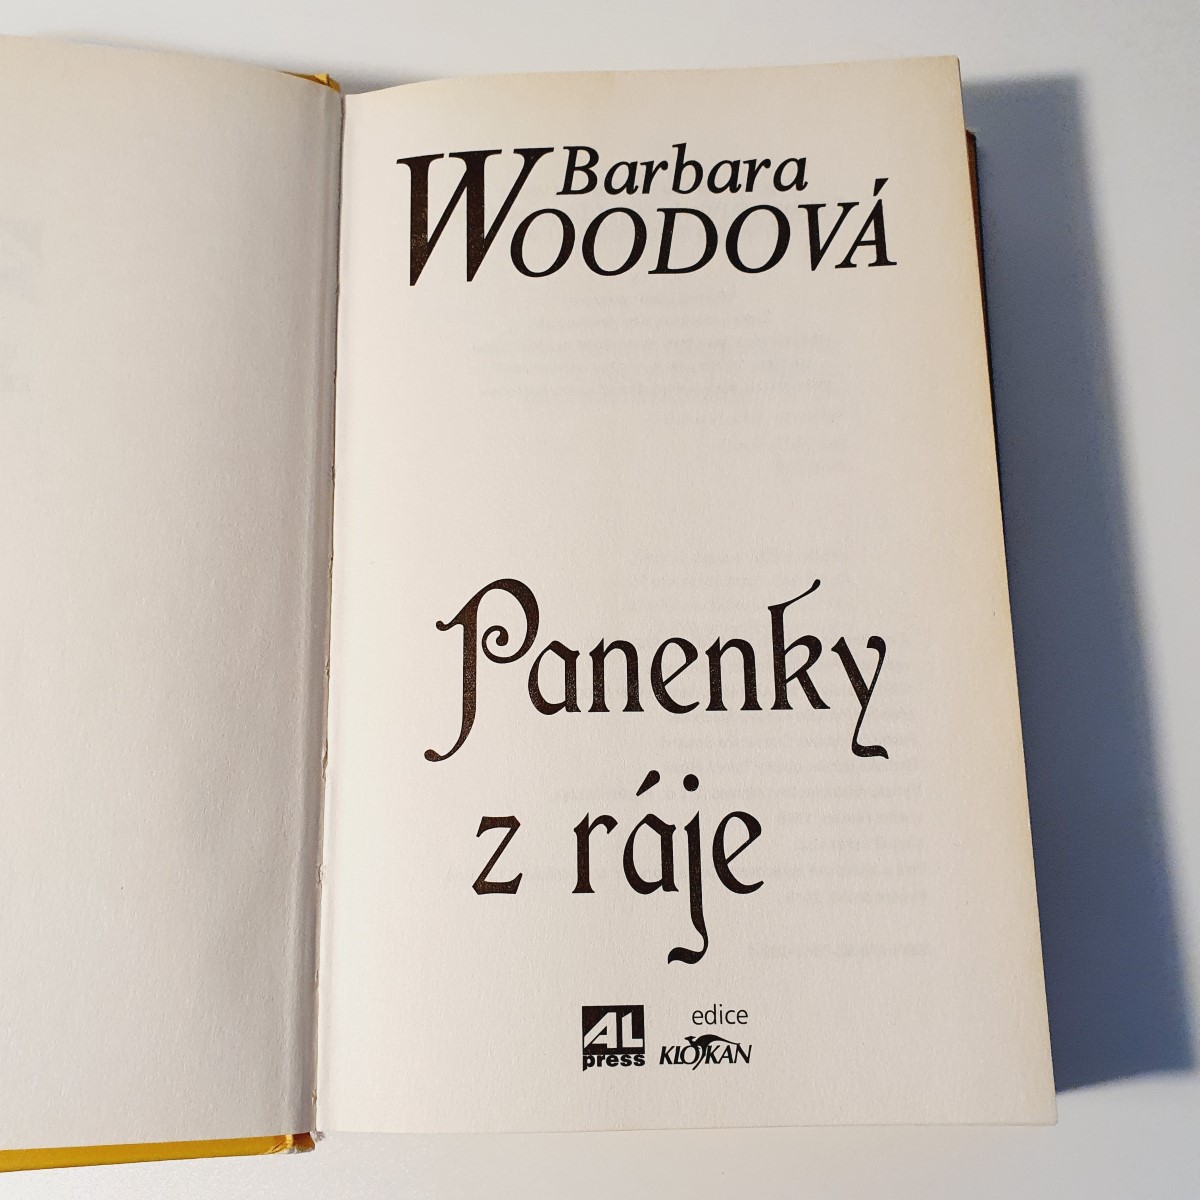 Barbara
WOODOVÁ
Panenky
z ráje
AL
press
edice
KLOKAN